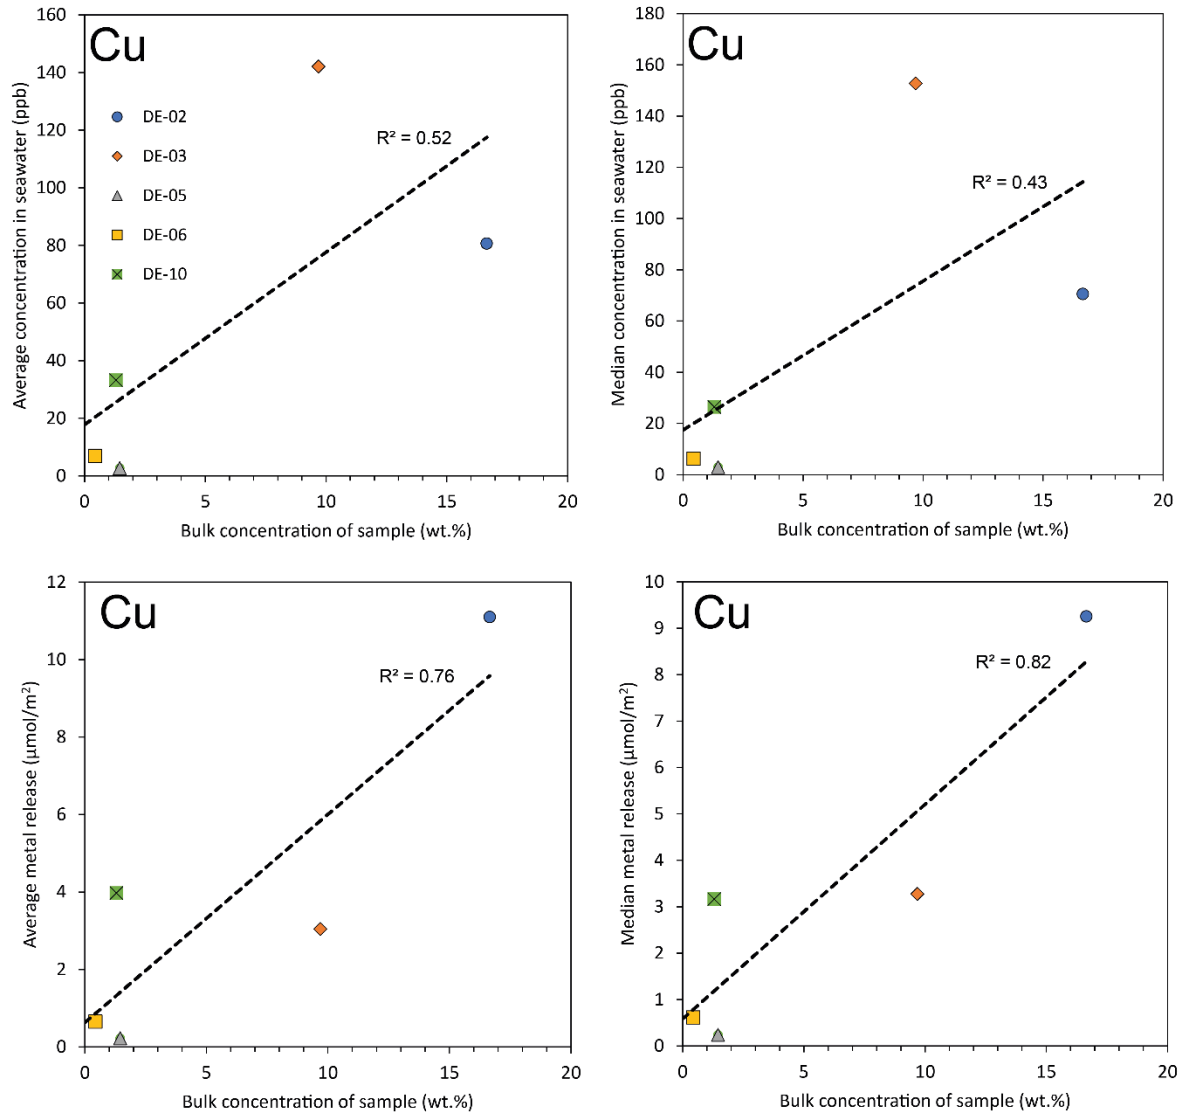 Cu
Average concentration in seawater (ppb)
160
140
120
100
80
60
40
20
0
DE-02
DE-03
DE-05
DE-06
DE-10
R² = 0.52
0 5 10 15 20
Bulk concentration of sample (wt.%)
Cu
Median concentration in seawater (ppb)
180
160
140
120
100
80
60
40
20
0
R² = 0.43
0 5 10 15 20
Bulk concentration of sample (wt.%)
Cu
Average metal release (µmol/m²)
12
10
8
6
4
2
0
R² = 0.76
0 5 10 15 20
Bulk concentration of sample (wt.%)
Cu
Median metal release (µmol/m²)
10
9
8
7
6
5
4
3
2
1
0
R² = 0.82
0 5 10 15 20
Bulk concentration of sample (wt.%)